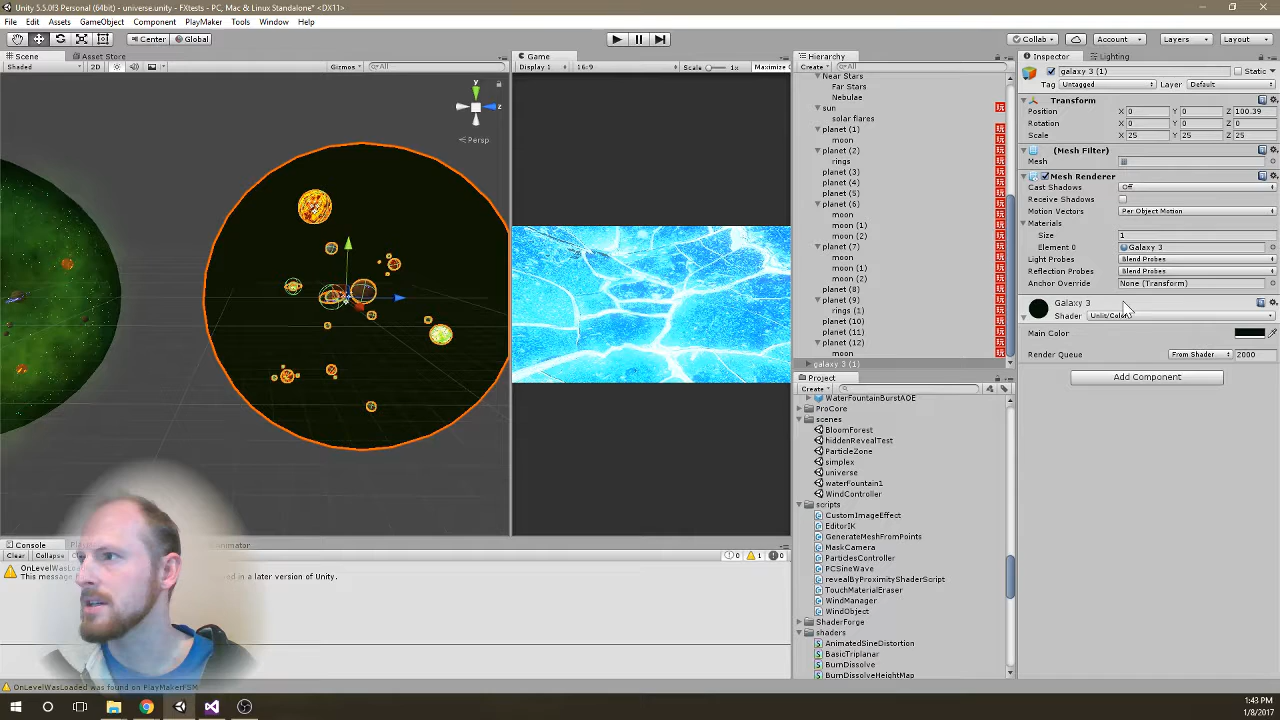 Unity 5.5.0f3 Personal (64bit) - universe.unity - FXtests - PC, Mac & Linux Standalone* <DX11>
File Edit Assets GameObject Component PlayMaker Tools Window Help
Center Global
Collab Account Layers Layout
Scene Asset Store
Shaded 2D Gizmos All
Persp
y
z
Game
Display 1 16:9 Scale 1x Maximize
Hierarchy
Create All
Near Stars
Far Stars
Nebulae
sun
solar flares
planet (1)
moon
planet (2)
rings
planet (3)
planet (4)
planet (5)
planet (6)
moon
moon (1)
moon (2)
planet (7)
moon
moon (1)
moon (2)
planet (8)
planet (9)
rings
moon (1)
planet (10)
planet (11)
planet (12)
moon
galaxy 3 (1)
Project
Create
WaterFountainBurstAOE
ProCore
scenes
BloomForest
hiddenRevealTest
ParticleZone
simplex
universe
waterFountain1
WindController
scripts
CustomImageEffect
EditorIK
GenerateMeshFromPoints
MaskCamera
ParticlesController
PCSineWave
revealByProximityShaderScript
TouchMaterialEraser
WindManager
WindObject
ShaderForge
shaders
AnimatedSineDistortion
BasicTriplanar
BurnDissolve
BurnDissolveHeightMap
Inspector Lighting
galaxy 3 (1) Static
Tag Untagged Layer Default
Transform
Position X 0 Y 0 Z 100.39
Rotation X 0 Y 0 Z 0
Scale X 25 Y 25 Z 25
(Mesh Filter)
Mesh
Mesh Renderer
Cast Shadows Off
Receive Shadows
Motion Vectors Per Object Motion
Materials
Size 1
Element 0 Galaxy 3
Light Probes Blend Probes
Reflection Probes Blend Probes
Anchor Override None (Transform)
Galaxy 3
Shader Unlit/Color
Main Color
Render Queue From Shader 2000
Add Component
Console
Clear Collapse
0 1 0
OnLevelWasLoaded
This message in a later version of Unity.
OnLevelWasLoaded was found on PlayMakerFSM
1:43 PM
1/8/2017